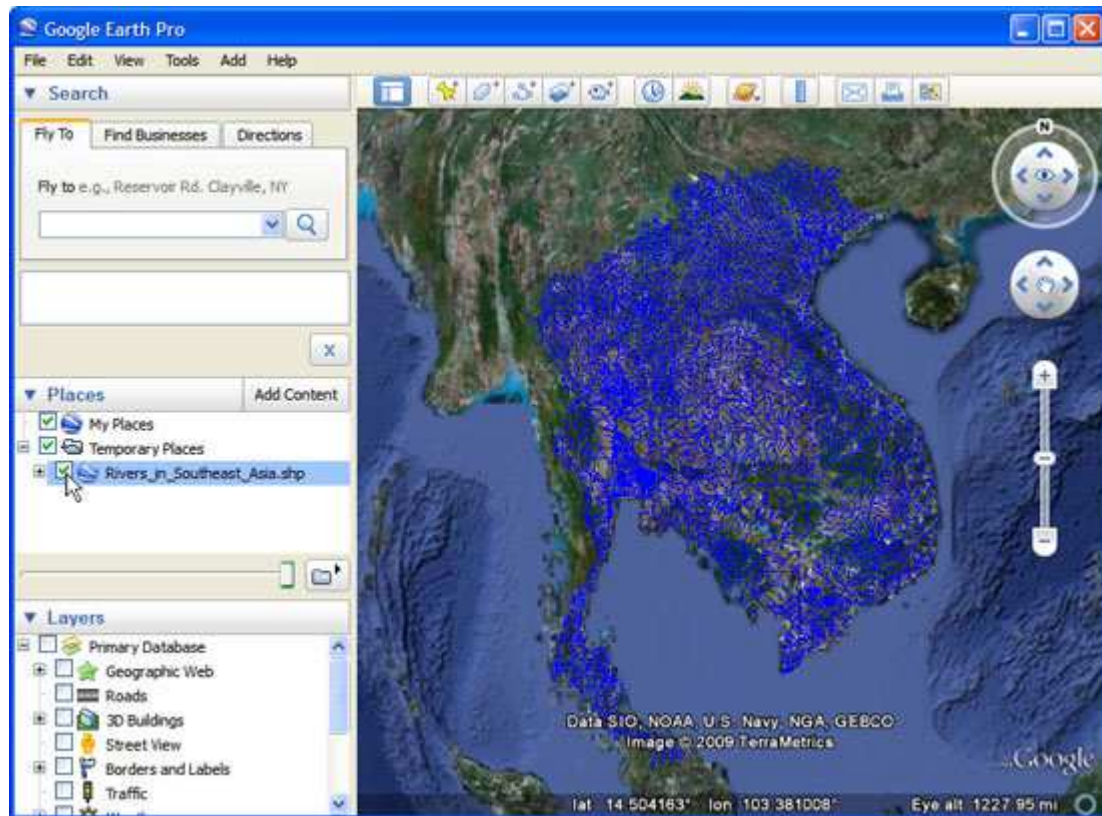 Google Earth Pro
File Edit View Tools Add Help
Search
Fly To Find Businesses Directions
Fly to e.g., Reservoir Rd. Clayville, NY
Places Add Content
My Places
Temporary Places
Rivers_in_Southeast_Asia.shp
Layers
Primary Database
Geographic Web
Roads
3D Buildings
Street View
Borders and Labels
Traffic
N
Data SIO, NOAA, U.S. Navy, NGA, GEBCO
Image © 2009 TerraMetrics
Google
lat 14.504163° lon 103.381008° Eye alt 1227.95 mi